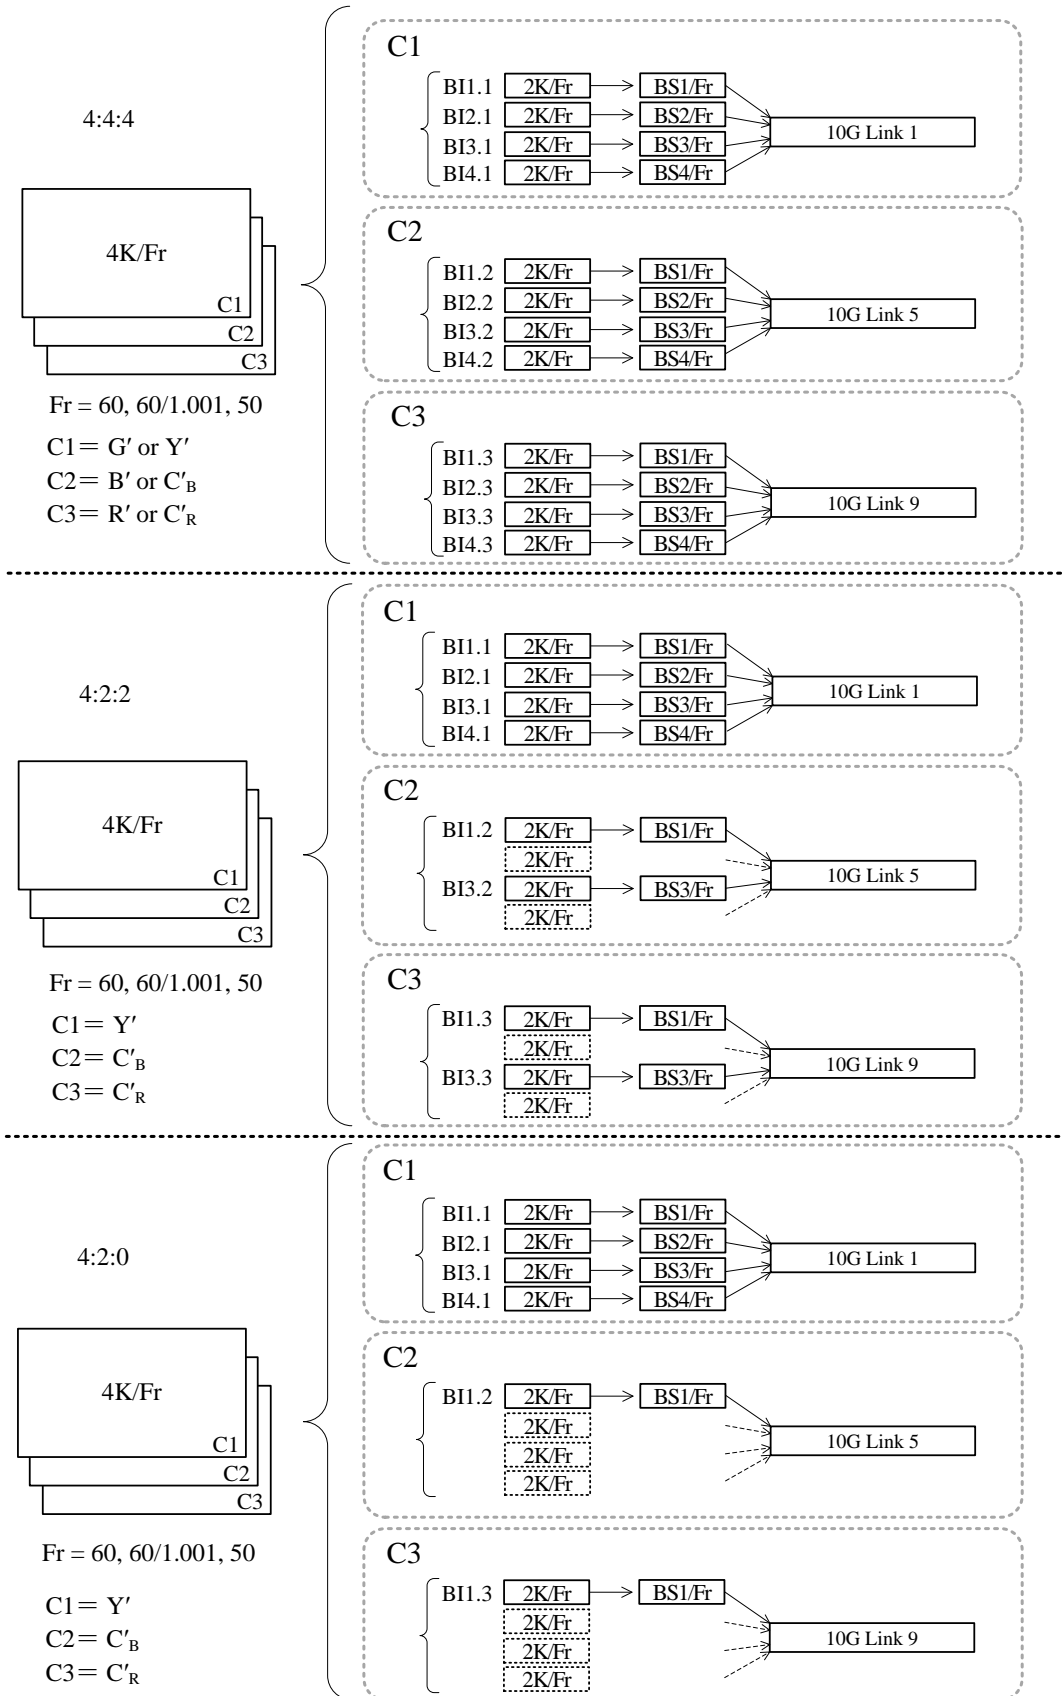 4:4:4
4K/Fr
C1
C2
C3
Fr = 60, 60/1.001, 50
C1= G′ or Y′
C2= B′ or C′B
C3= R′ or C′R
C1
BI1.1 2K/Fr BS1/Fr
BI2.1 2K/Fr BS2/Fr
BI3.1 2K/Fr BS3/Fr
BI4.1 2K/Fr BS4/Fr
10G Link 1
C2
BI1.2 2K/Fr BS1/Fr
BI2.2 2K/Fr BS2/Fr
BI3.2 2K/Fr BS3/Fr
BI4.2 2K/Fr BS4/Fr
10G Link 5
C3
BI1.3 2K/Fr BS1/Fr
BI2.3 2K/Fr BS2/Fr
BI3.3 2K/Fr BS3/Fr
BI4.3 2K/Fr BS4/Fr
10G Link 9
4:2:2
4K/Fr
C1
C2
C3
Fr = 60, 60/1.001, 50
C1= Y′
C2= C′B
C3= C′R
C1
BI1.1 2K/Fr BS1/Fr
BI2.1 2K/Fr BS2/Fr
BI3.1 2K/Fr BS3/Fr
BI4.1 2K/Fr BS4/Fr
10G Link 1
C2
BI1.2 2K/Fr BS1/Fr
2K/Fr
BI3.2 2K/Fr BS3/Fr
2K/Fr
10G Link 5
C3
BI1.3 2K/Fr BS1/Fr
2K/Fr
BI3.3 2K/Fr BS3/Fr
2K/Fr
10G Link 9
4:2:0
4K/Fr
C1
C2
C3
Fr = 60, 60/1.001, 50
C1= Y′
C2= C′B
C3= C′R
C1
BI1.1 2K/Fr BS1/Fr
BI2.1 2K/Fr BS2/Fr
BI3.1 2K/Fr BS3/Fr
BI4.1 2K/Fr BS4/Fr
10G Link 1
C2
BI1.2 2K/Fr BS1/Fr
2K/Fr
2K/Fr
2K/Fr
10G Link 5
C3
BI1.3 2K/Fr BS1/Fr
2K/Fr
2K/Fr
2K/Fr
10G Link 9